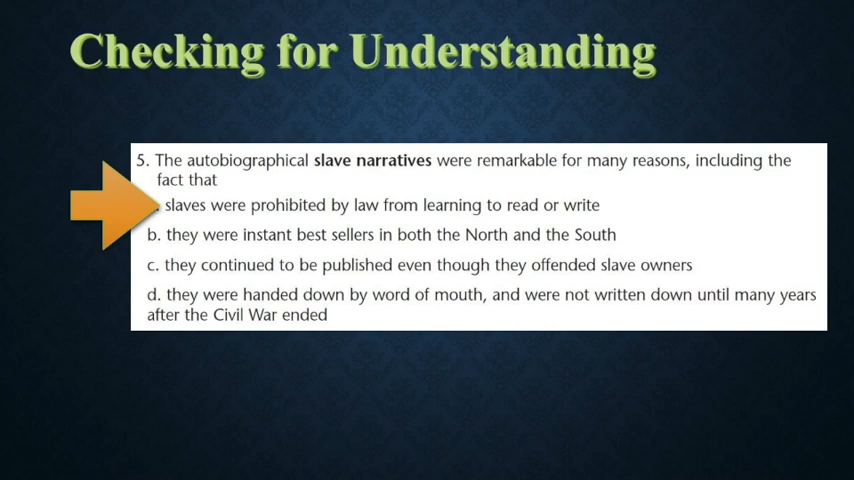 Checking for Understanding
5. The autobiographical slave narratives were remarkable for many reasons, including the
fact that
. slaves were prohibited by law from learning to read or write
b. they were instant best sellers in both the North and the South
c. they continued to be published even though they offended slave owners
d. they were handed down by word of mouth, and were not written down until many years
after the Civil War ended